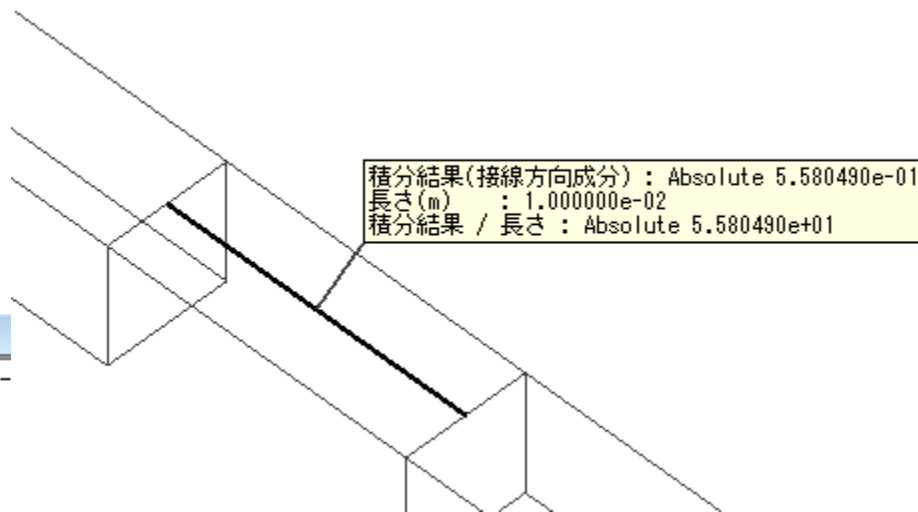 積分結果(接線方向成分) : Absolute 5.580490e-01
長さ(m) : 1.000000e-02
積分結果 / 長さ : Absolute 5.580490e+01